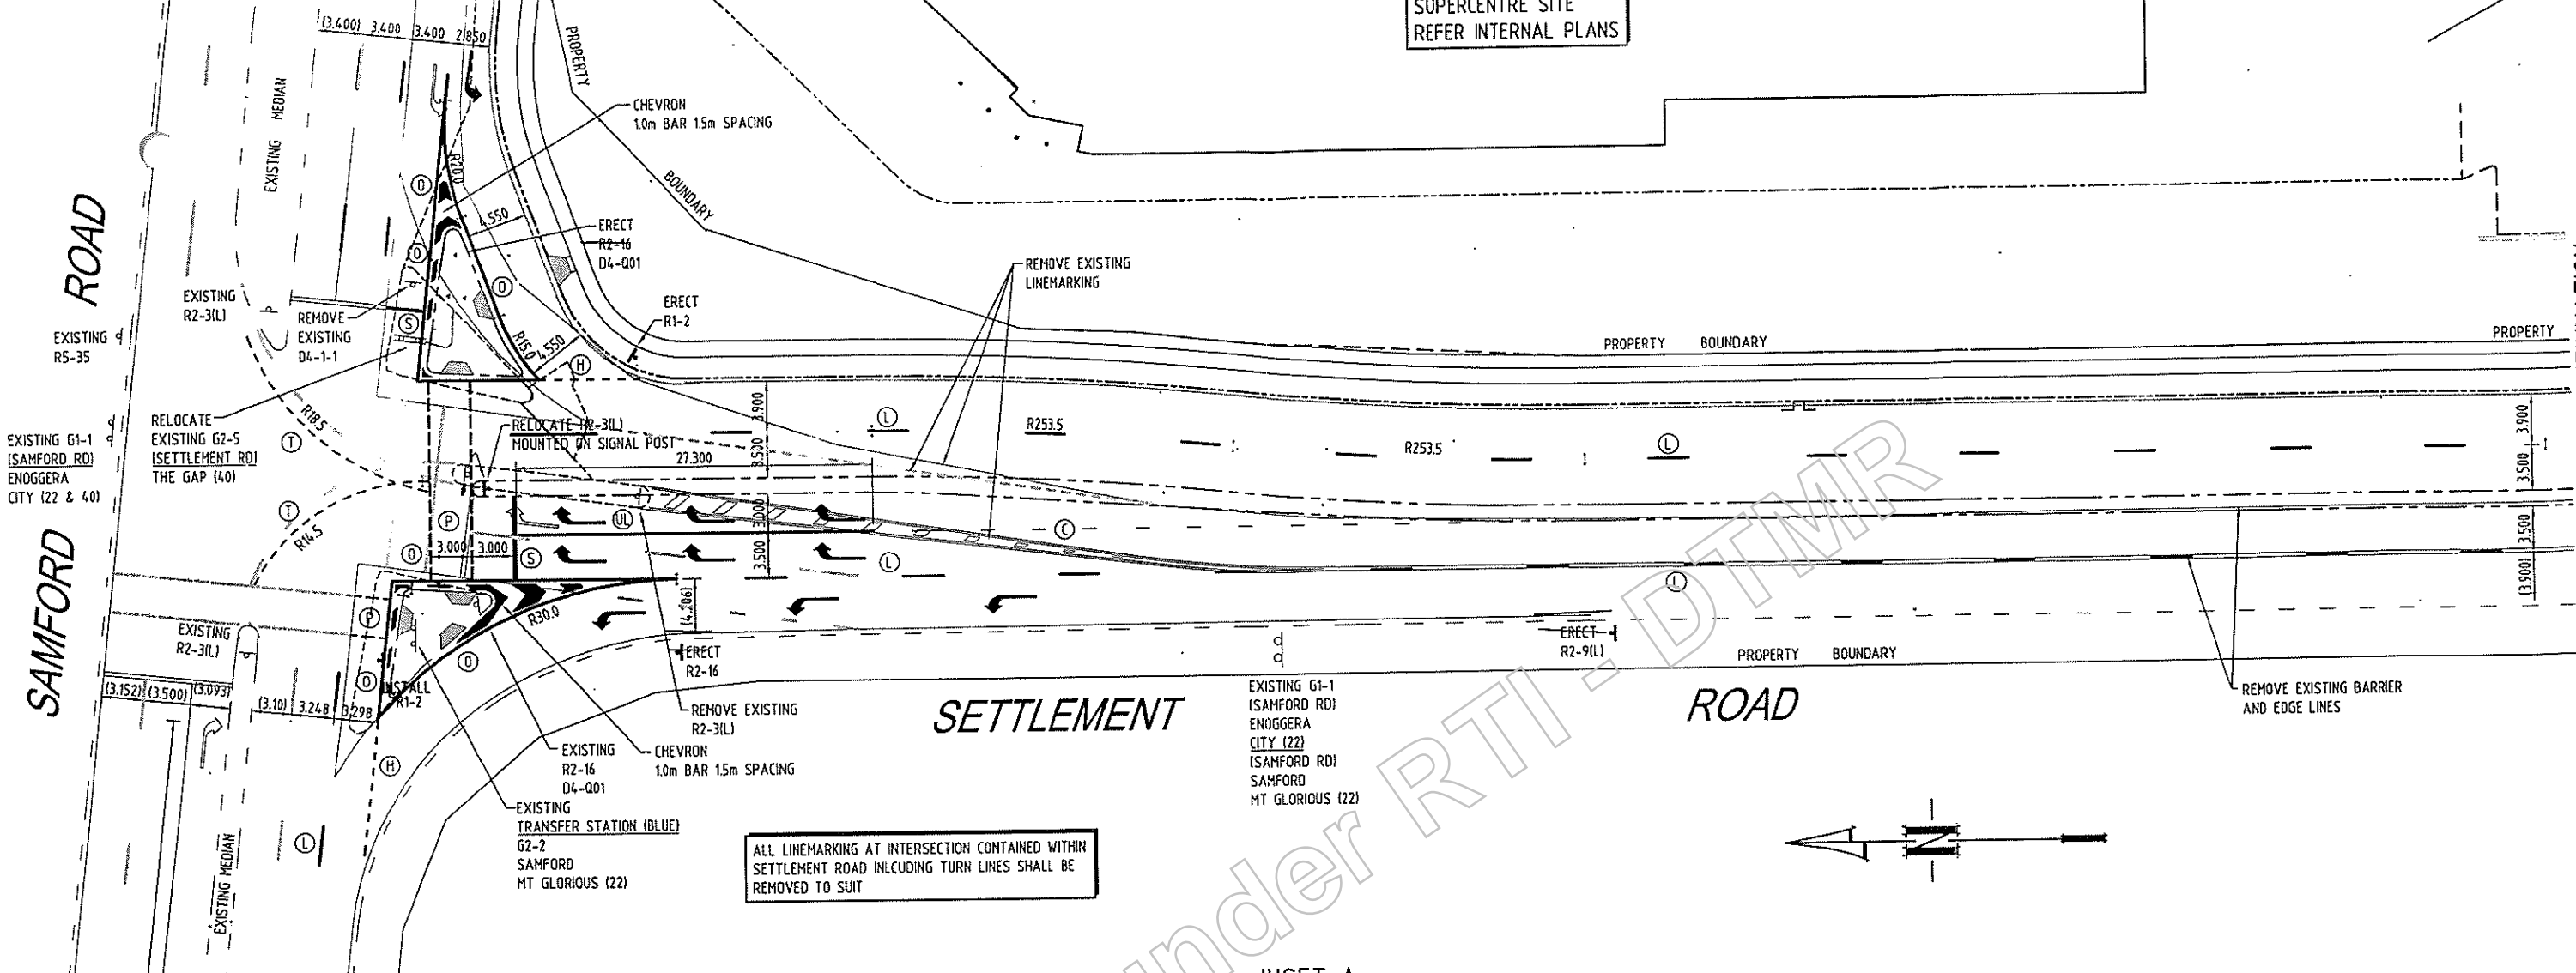 SUPERCENTRE SITE
REFER INTERNAL PLANS
(3.400) 3.400 3.400 2.850
EXISTING MEDIAN
PROPERTY
BOUNDARY
CHEVRON
1.0m BAR 1.5m SPACING
R20.0
O
4.550
ERECT
R2-16
D4-Q01
O
O
ROAD
EXISTING
R2-3(L)
EXISTING
R5-35
REMOVE
EXISTING
D4-1-1
S
ERECT
R1-2
REMOVE EXISTING
LINEMARKING
R15.0
4.550
H
PROPERTY BOUNDARY
PROPERTY
RELOCATE
EXISTING G2-5
(SETTLEMENT RD)
THE GAP (40)
EXISTING G1-1
(SAMFORD RD)
ENOGGERA
CITY (22 & 40)
R18.5
T
RELOCATE R2-3(L)
MOUNTED ON SIGNAL POST
27.300
3.900
3.500
L
R253.5
R253.5
L
3.900
3.500
T
R14.5
P
UL
3.000
C
O
3.000 3.000
S
3.500
L
L
3.500
(3.900)
SAMFORD
P
EXISTING
R2-3(L)
R30.0
(4.206)
O
O
INSTALL
R1-2
(3.152) (3.500) (3.093)
(3.10) 3.248 3.298
ERECT
R2-16
ERECT
R2-9(L)
PROPERTY BOUNDARY
REMOVE EXISTING
R2-3(L)
SETTLEMENT
ROAD
EXISTING G1-1
(SAMFORD RD)
ENOGGERA
CITY (22)
(SAMFORD RD)
SAMFORD
MT GLORIOUS (22)
REMOVE EXISTING BARRIER
AND EDGE LINES
H
EXISTING
R2-16
D4-Q01
CHEVRON
1.0m BAR 1.5m SPACING
EXISTING
TRANSFER STATION (BLUE)
G2-2
SAMFORD
MT GLORIOUS (22)
L
EXISTING MEDIAN
ALL LINEMARKING AT INTERSECTION CONTAINED WITHIN
SETTLEMENT ROAD INLCUDING TURN LINES SHALL BE
REMOVED TO SUIT
N
under RTI - DTMR
INSET A